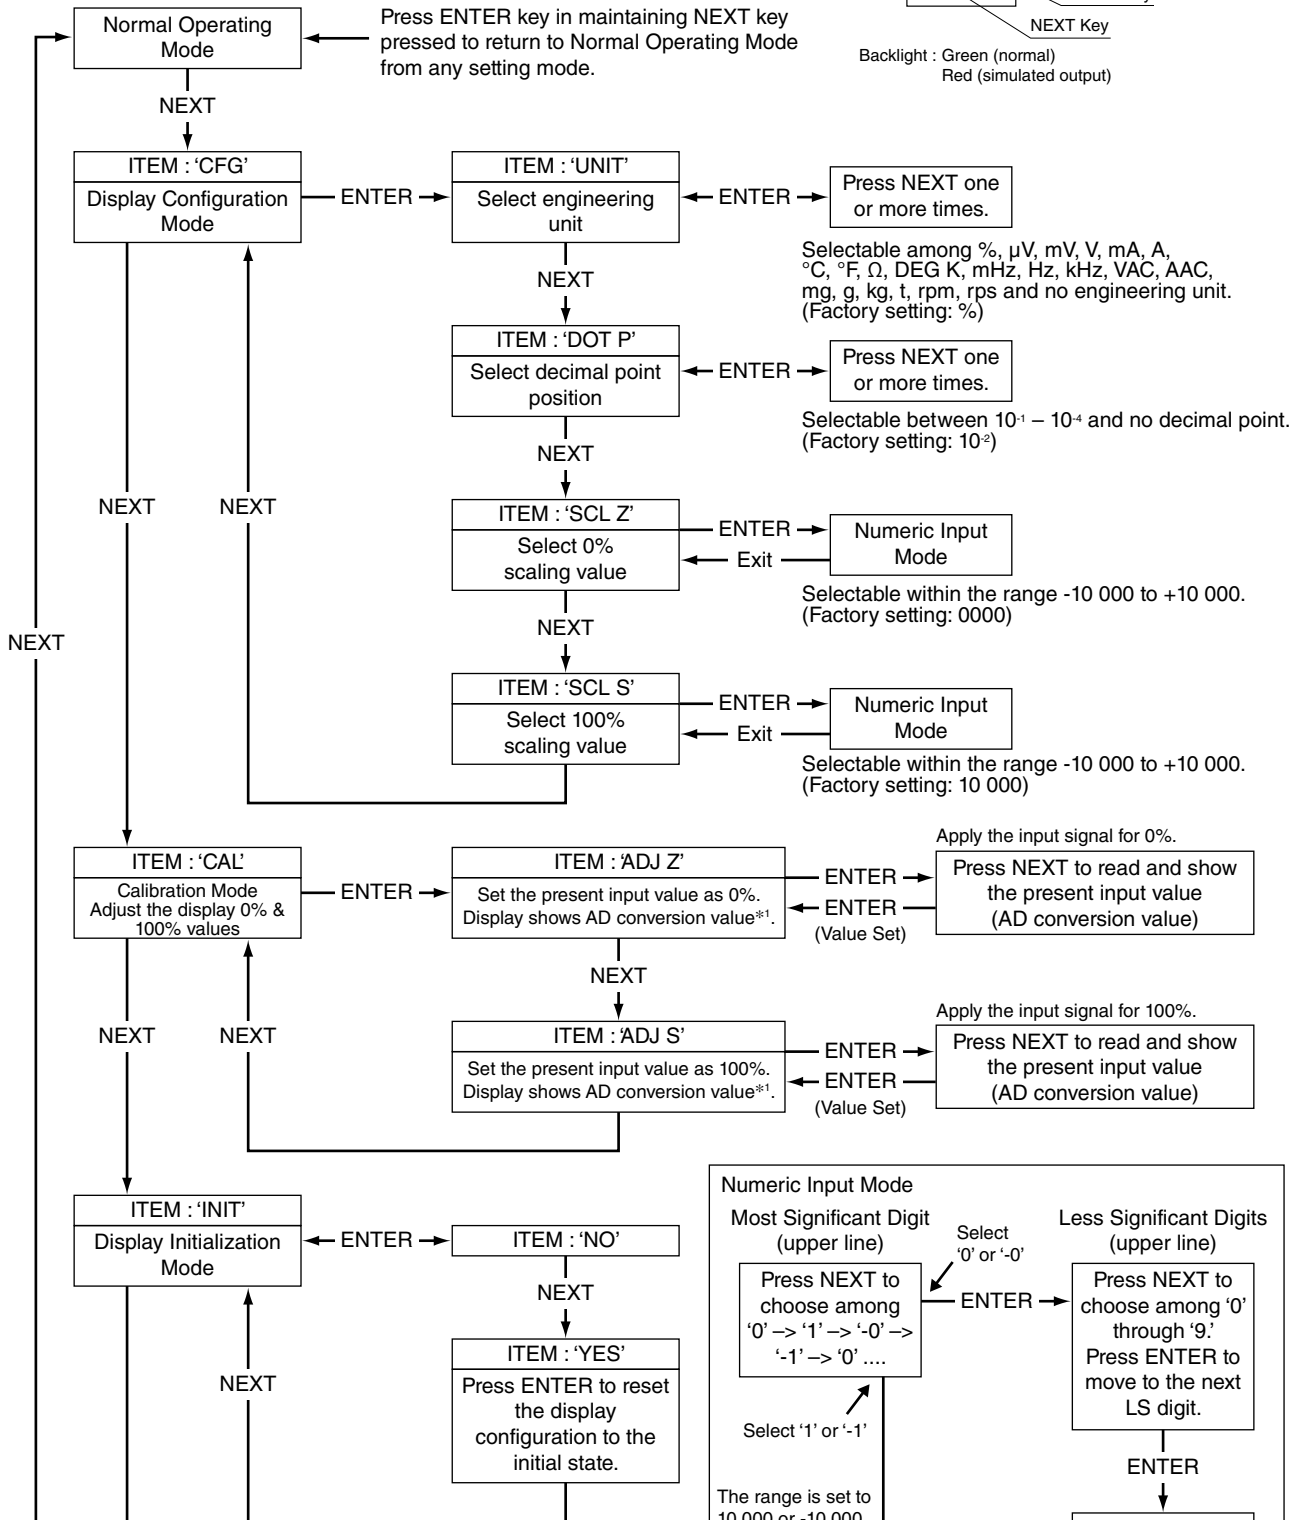 Normal Operating
Mode
Press ENTER key in maintaining NEXT key
pressed to return to Normal Operating Mode
from any setting mode.
NEXT Key
Backlight : Green (normal)
Red (simulated output)
NEXT
ITEM : ‘CFG’
Display Configuration
Mode
ENTER
ITEM : ‘UNIT’
Select engineering
unit
ENTER
Press NEXT one
or more times.
Selectable among %, µV, mV, V, mA, A,
°C, °F, Ω, DEG K, mHz, Hz, kHz, VAC, AAC,
mg, g, kg, t, rpm, rps and no engineering unit.
(Factory setting: %)
NEXT
ITEM : ‘DOT P’
Select decimal point
position
ENTER
Press NEXT one
or more times.
Selectable between 10-1 – 10-4 and no decimal point.
(Factory setting: 10-2)
NEXT
NEXT
NEXT
ITEM : ‘SCL Z’
Select 0%
scaling value
ENTER
Exit
Numeric Input
Mode
Selectable within the range -10 000 to +10 000.
(Factory setting: 0000)
NEXT
NEXT
ITEM : ‘SCL S’
Select 100%
scaling value
ENTER
Exit
Numeric Input
Mode
Selectable within the range -10 000 to +10 000.
(Factory setting: 10 000)
ITEM : ‘CAL’
Calibration Mode
Adjust the display 0% &
100% values
ENTER
ITEM : ‘ADJ Z’
Set the present input value as 0%.
Display shows AD conversion value*1.
ENTER
ENTER
(Value Set)
Apply the input signal for 0%.
Press NEXT to read and show
the present input value
(AD conversion value)
NEXT
NEXT
NEXT
ITEM : ‘ADJ S’
Set the present input value as 100%.
Display shows AD conversion value*1.
ENTER
ENTER
(Value Set)
Apply the input signal for 100%.
Press NEXT to read and show
the present input value
(AD conversion value)
ITEM : ‘INIT’
Display Initialization
Mode
ENTER
ITEM : ‘NO’
NEXT
NEXT
ITEM : ‘YES’
Press ENTER to reset
the display
configuration to the
initial state.
Numeric Input Mode
Most Significant Digit
(upper line)
Select
‘0’ or ‘-0’
Less Significant Digits
(upper line)
Press NEXT to
choose among
‘0’ –> ‘1’ –> ‘-0’ –>
‘-1’ –> ‘0’ ....
ENTER
Press NEXT to
choose among ‘0’
through ‘9.’
Press ENTER to
move to the next
LS digit.
Select ‘1’ or ‘-1’
ENTER
The range is set to
10 000 or -10 000